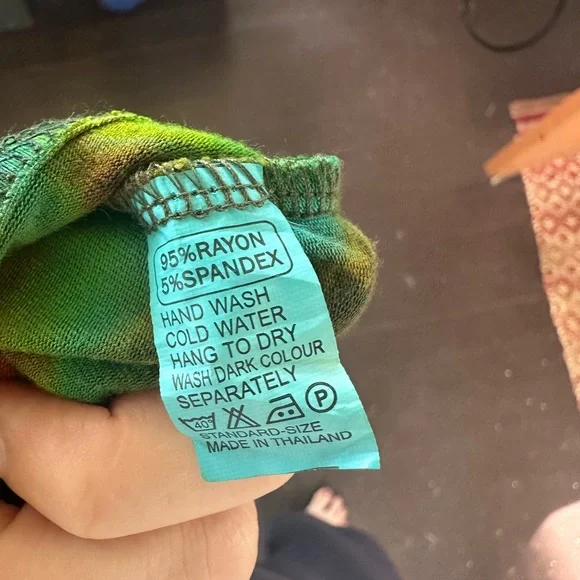 95%RAYON
5%SPANDEX
HAND WASH
COLD WATER
HANG TO DRY
WASH DARK COLOUR
SEPARATELY
40° P
STANDARD-SIZE
MADE IN THAILAND